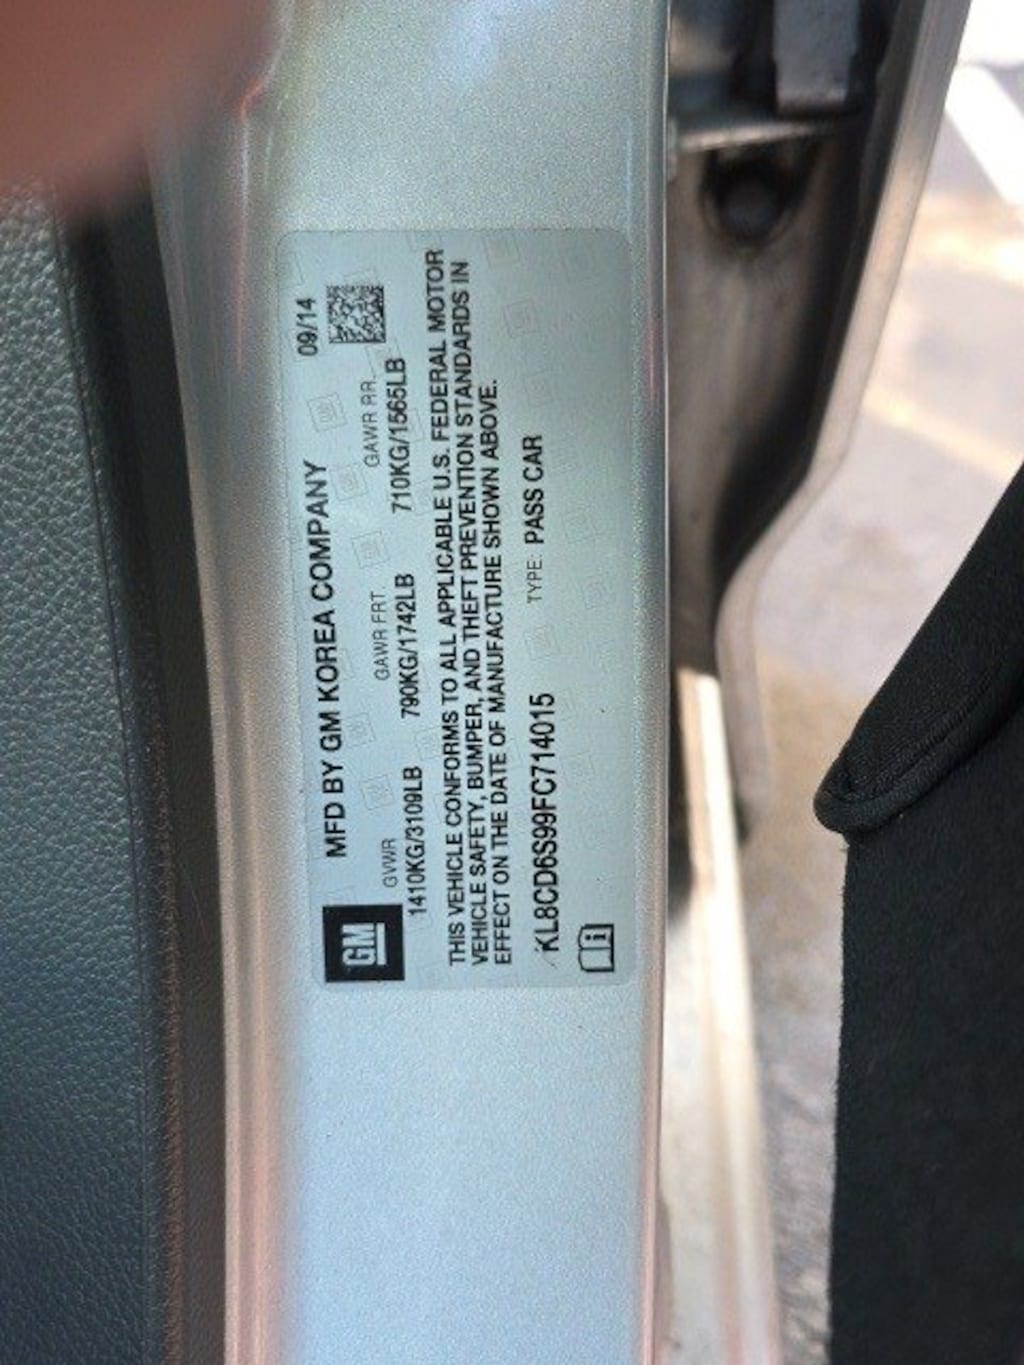 MFD BY GM KOREA COMPANY 09/14
GM
GVWR GAWR FRT GAWR RR
1410KG/3109LB 790KG/1742LB 710KG/1565LB
THIS VEHICLE CONFORMS TO ALL APPLICABLE U.S. FEDERAL MOTOR
VEHICLE SAFETY, BUMPER, AND THEFT PREVENTION STANDARDS IN
EFFECT ON THE DATE OF MANUFACTURE SHOWN ABOVE.
KL8CD6S99FC714015 TYPE: PASS CAR